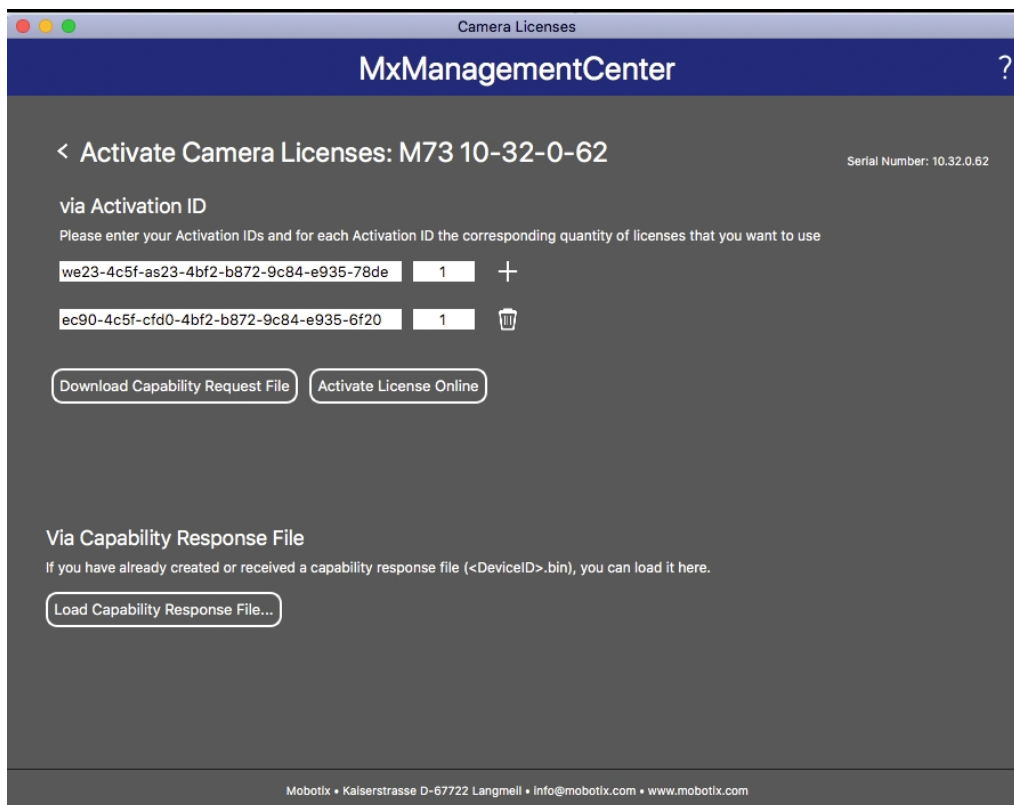 Camera Licenses
MxManagementCenter
?
< Activate Camera Licenses: M73 10-32-0-62
Serial Number: 10.32.0.62
via Activation ID
Please enter your Activation IDs and for each Activation ID the corresponding quantity of licenses that you want to use
we23-4c5f-as23-4bf2-b872-9c84-e935-78de 1 +
ec90-4c5f-cfd0-4bf2-b872-9c84-e935-6f20 1
Download Capability Request File Activate License Online
Via Capability Response File
If you have already created or received a capability response file (<DeviceID>.bin), you can load it here.
Load Capability Response File...
Mobotix • Kaiserstrasse D-67722 Langmeil • info@mobotix.com • www.mobotix.com